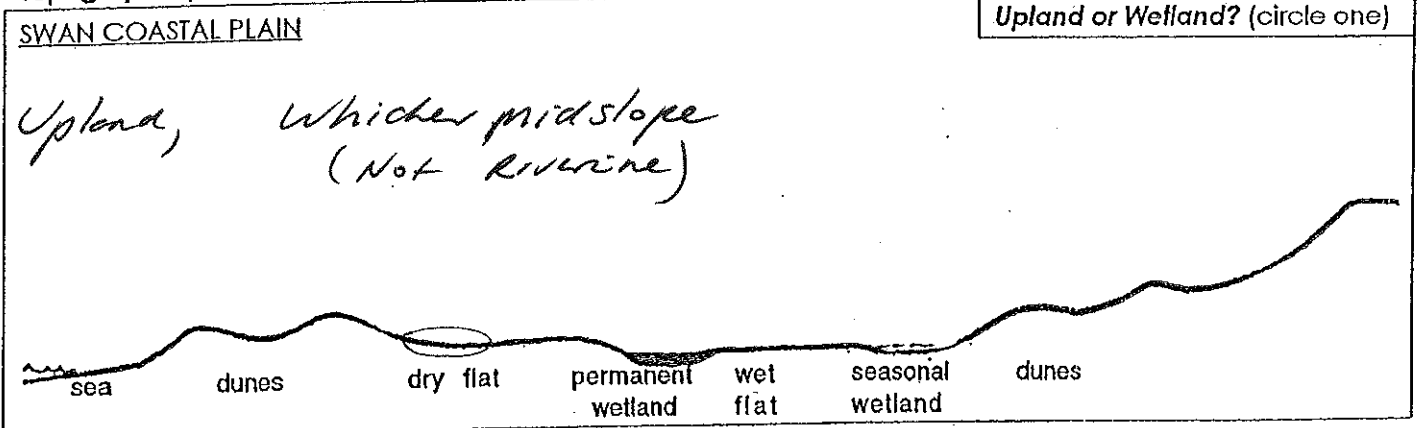 SWAN COASTAL PLAIN
Upland or Wetland? (circle one)
Upland, Whicher midslope
(Not Riverine)
sea dunes dry flat permanent wetland wet flat seasonal wetland dunes